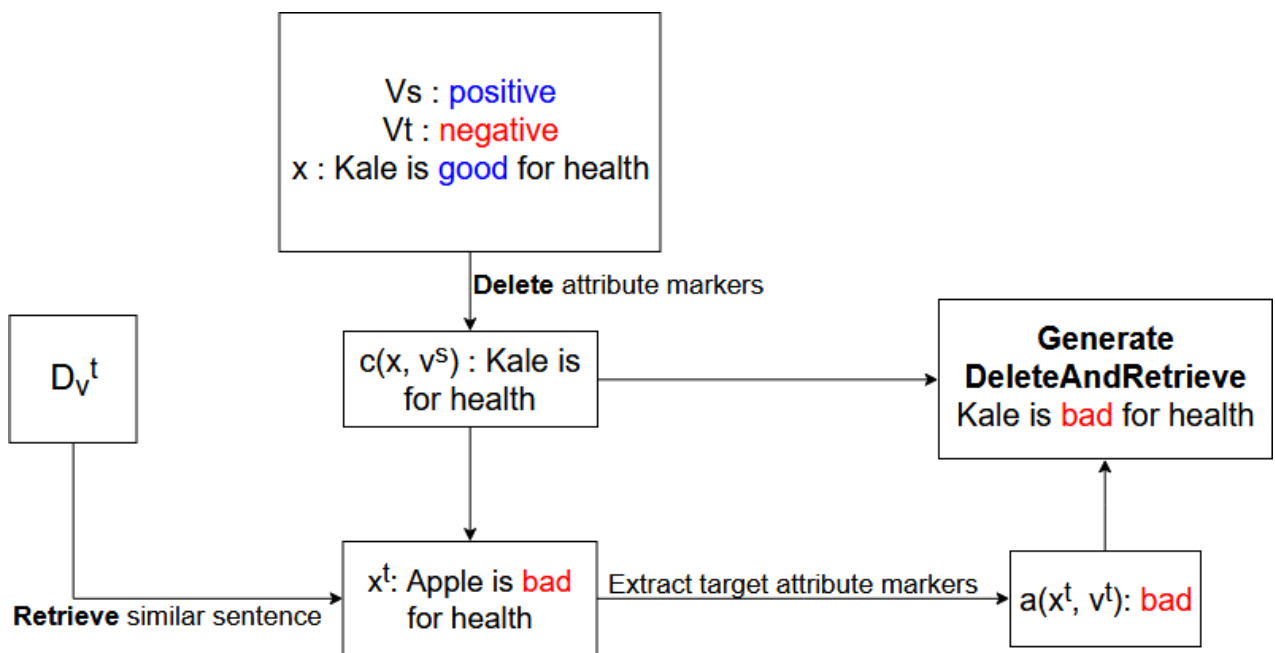 Vs : positive
Vt : negative
x : Kale is good for health
Delete attribute markers
D_v^t
c(x, v^s) : Kale is
for health
Generate
DeleteAndRetrieve
Kale is bad for health
Retrieve similar sentence
x^t: Apple is bad
for health
Extract target attribute markers
a(x^t, v^t): bad